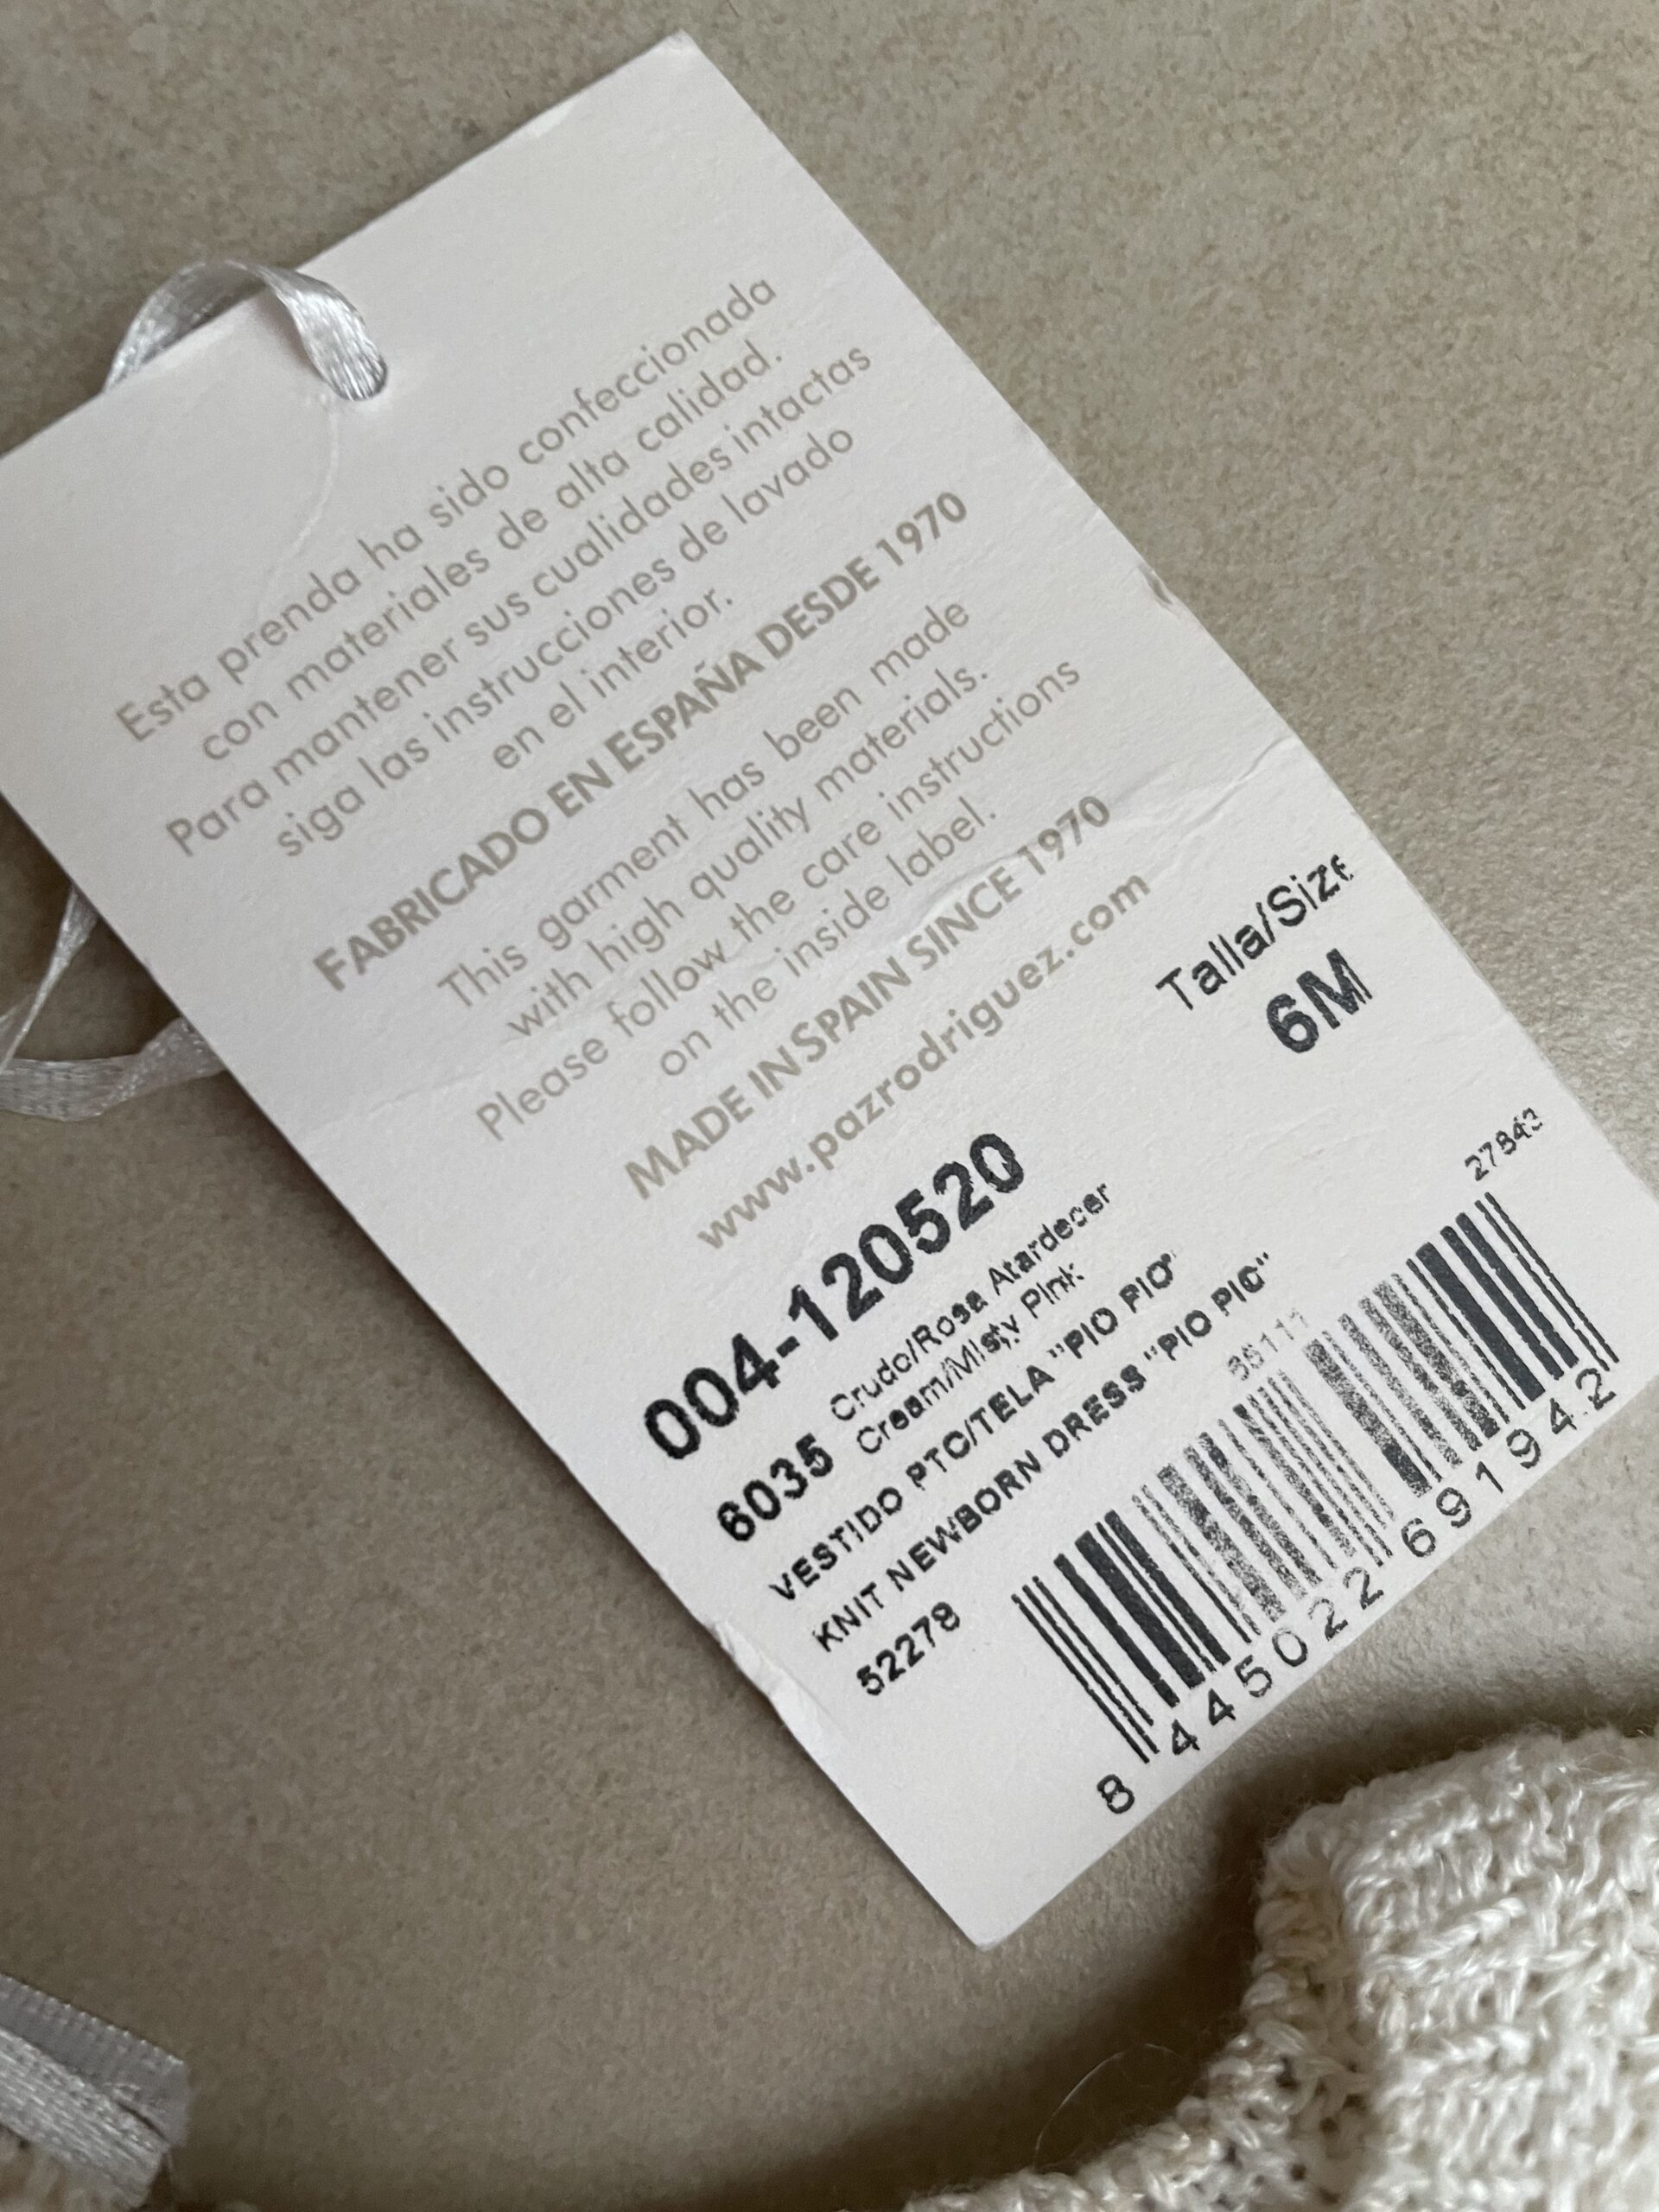 Esta prenda ha sido confeccionada
con materiales de alta calidad.
Para mantener sus cualidades intactas
siga las instrucciones de lavado
en el interior.
FABRICADO EN ESPAÑA DESDE 1970
This garment has been made
with high quality materials.
Please follow the care instructions
on the inside label.
MADE IN SPAIN SINCE 1970
www.pazrodriguez.com
Talla/Size
6M
004-120520
6035 Crudo/Rosa Atardecer
Cream/Misty Pink
VESTIDO PTO/TELA "PIO PIO"
KNIT NEWBORN DRESS "PIO PIO"
52278
27843
8 445022 691942